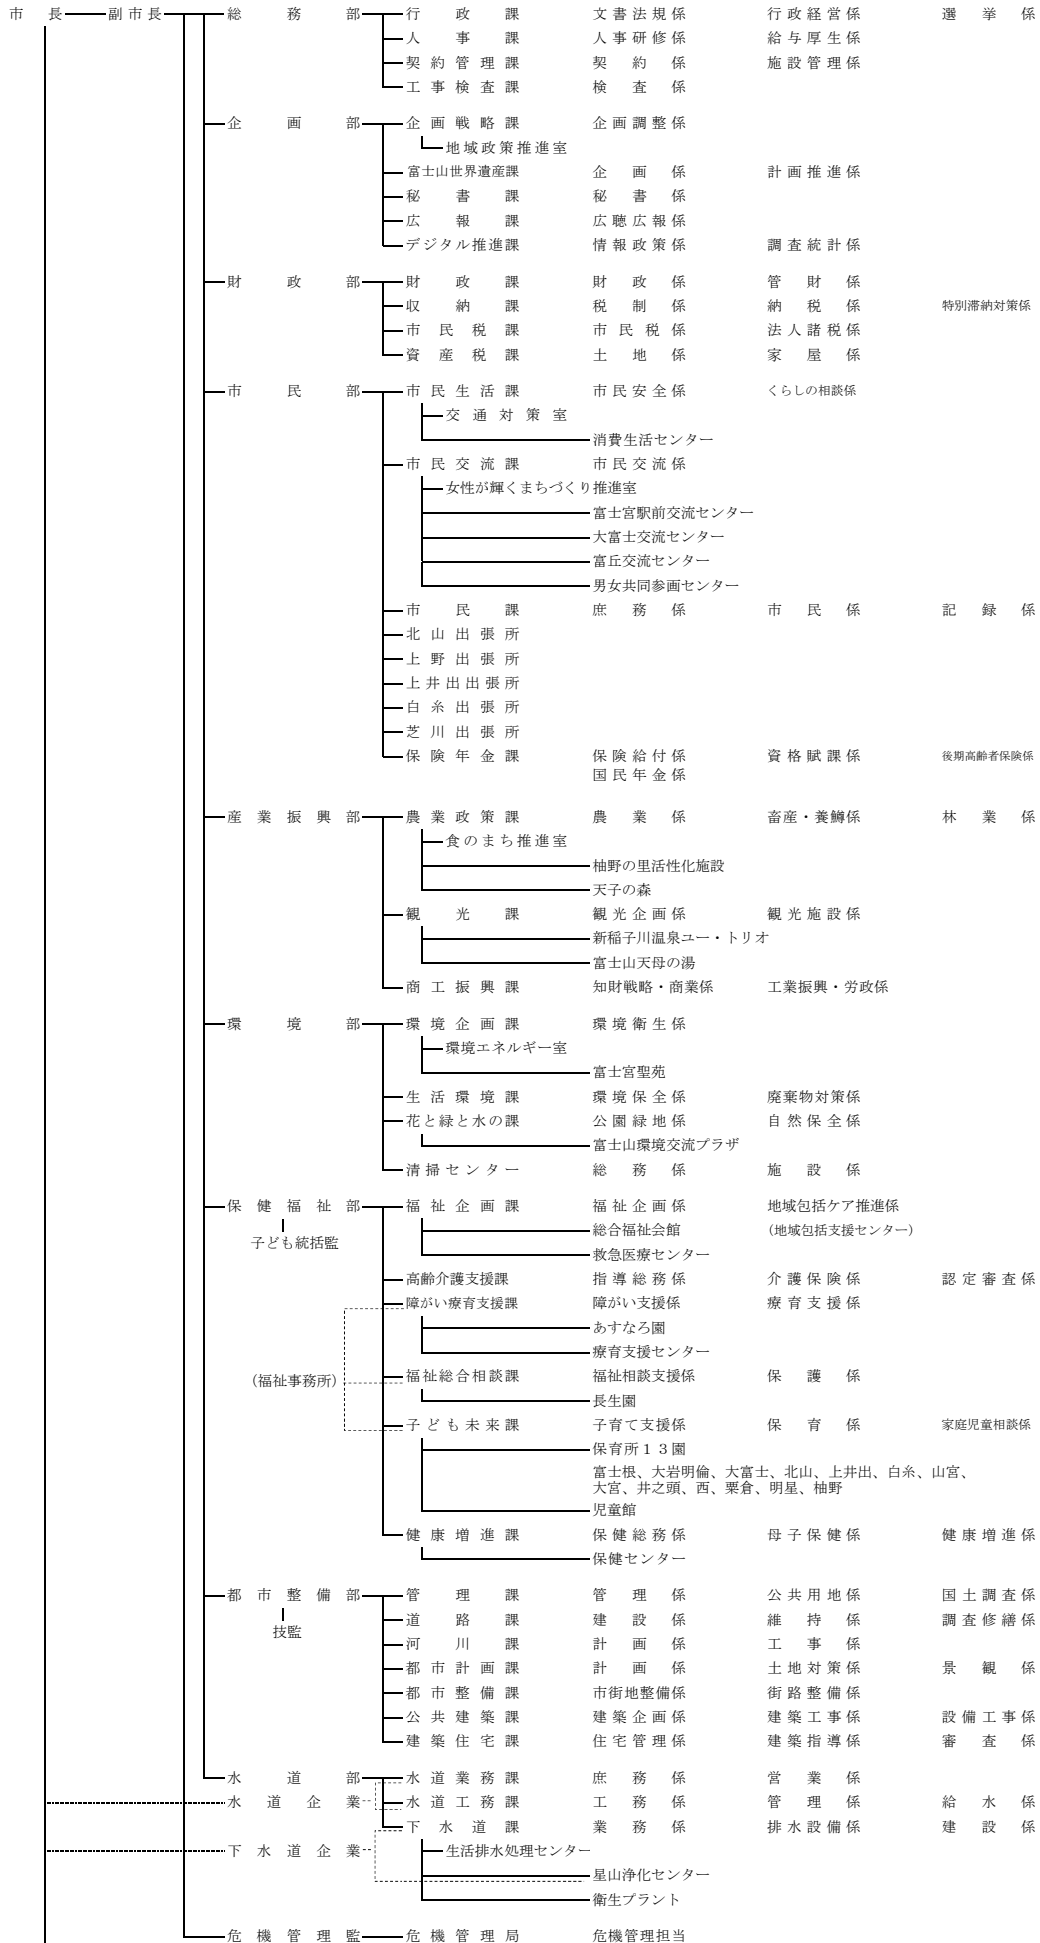 市長 副市長 総務部 行政課 文書法規係 行政経営係 選挙係
人事課 人事研修係 給与厚生係
契約管理課 契約係 施設管理係
工事検査課 検査係
企画部 企画戦略課 企画調整係
地域政策推進室
富士山世界遺産課 企画係 計画推進係
秘書課 秘書係
広報課 広聴広報係
デジタル推進課 情報政策係 調査統計係
財政部 財政課 財政係 管財係
収納課 税制係 納税係 特別滞納対策係
市民税課 市民税係 法人諸税係
資産税課 土地係 家屋係
市民部 市民生活課 市民安全係 くらしの相談係
交通対策室
消費生活センター
市民交流課 市民交流係
女性が輝くまちづくり推進室
富士宮駅前交流センター
大富士交流センター
富丘交流センター
男女共同参画センター
市民課 庶務係 市民係 記録係
北山出張所
上野出張所
上井出出張所
白糸出張所
芝川出張所
保険年金課 保険給付係 資格賦課係 後期高齢者保険係
国民年金係
産業振興部 農業政策課 農業係 畜産・養鱒係 林業係
食のまち推進室
柚野の里活性化施設
天子の森
観光課 観光企画係 観光施設係
新稲子川温泉ユー・トリオ
富士山天母の湯
商工振興課 知財戦略・商業係 工業振興・労政係
環境部 環境企画課 環境衛生係
環境エネルギー室
富士宮聖苑
生活環境課 環境保全係 廃棄物対策係
花と緑と水の課 公園緑地係 自然保全係
富士山環境交流プラザ
清掃センター 総務係 施設係
保健福祉部 福祉企画課 福祉企画係 地域包括ケア推進係
総合福祉会館 （地域包括支援センター）
子ども統括監
救急医療センター
高齢介護支援課 指導総務係 介護保険係 認定審査係
障がい療育支援課 障がい支援係 療育支援係
あすなろ園
療育支援センター
（福祉事務所） 福祉総合相談課 福祉相談支援係 保護係
長生園
子ども未来課 子育て支援係 保育係 家庭児童相談係
保育所１３園
富士根、大岩明倫、大富士、北山、上井出、白糸、山宮、
大宮、井之頭、西、粟倉、明星、柚野
児童館
健康増進課 保健総務係 母子保健係 健康増進係
保健センター
都市整備部 管理課 管理係 公共用地係 国土調査係
道路課 建設係 維持係 調査修繕係
技監
河川課 計画係 工事係
都市計画課 計画係 土地対策係 景観係
都市整備課 市街地整備係 街路整備係
公共建築課 建築企画係 建築工事係 設備工事係
建築住宅課 住宅管理係 建築指導係 審査係
水道部 水道業務課 庶務係 営業係
水道企業 水道工務課 工務係 管理係 給水係
下水道課 業務係 排水設備係 建設係
下水道企業 生活排水処理センター
星山浄化センター
衛生プラント
危機管理監 危機管理局 危機管理担当